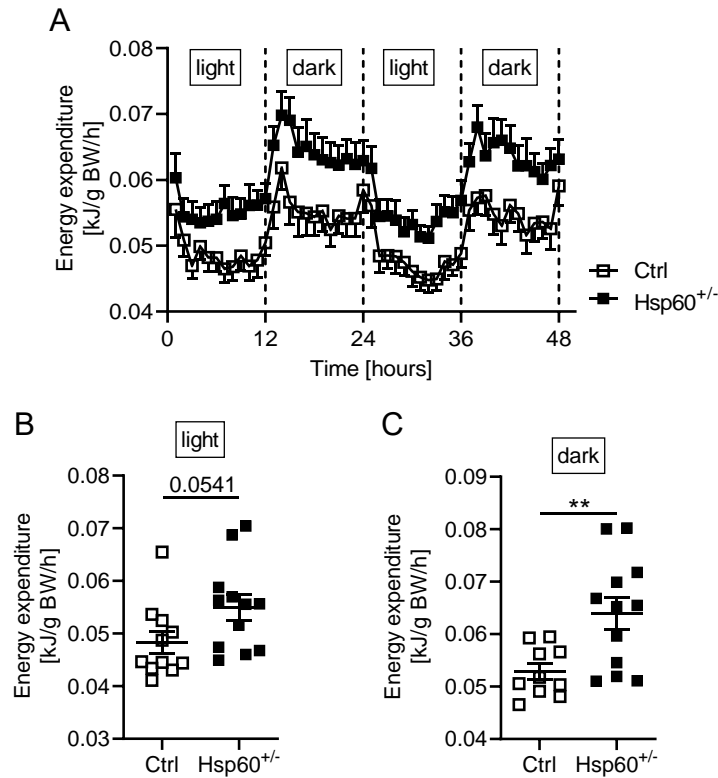 A
light dark light dark
Energy expenditure
[kJ/g BW/h]
0.08
0.07
0.06
0.05
0.04
0 12 24 36 48
Time [hours]
Ctrl
Hsp60+/-
B
light
0.0541
Energy expenditure
[kJ/g BW/h]
0.08
0.07
0.06
0.05
0.04
0.03
Ctrl Hsp60+/-
C
dark
**
Energy expenditure
[kJ/g BW/h]
0.09
0.08
0.07
0.06
0.05
0.04
Ctrl Hsp60+/-